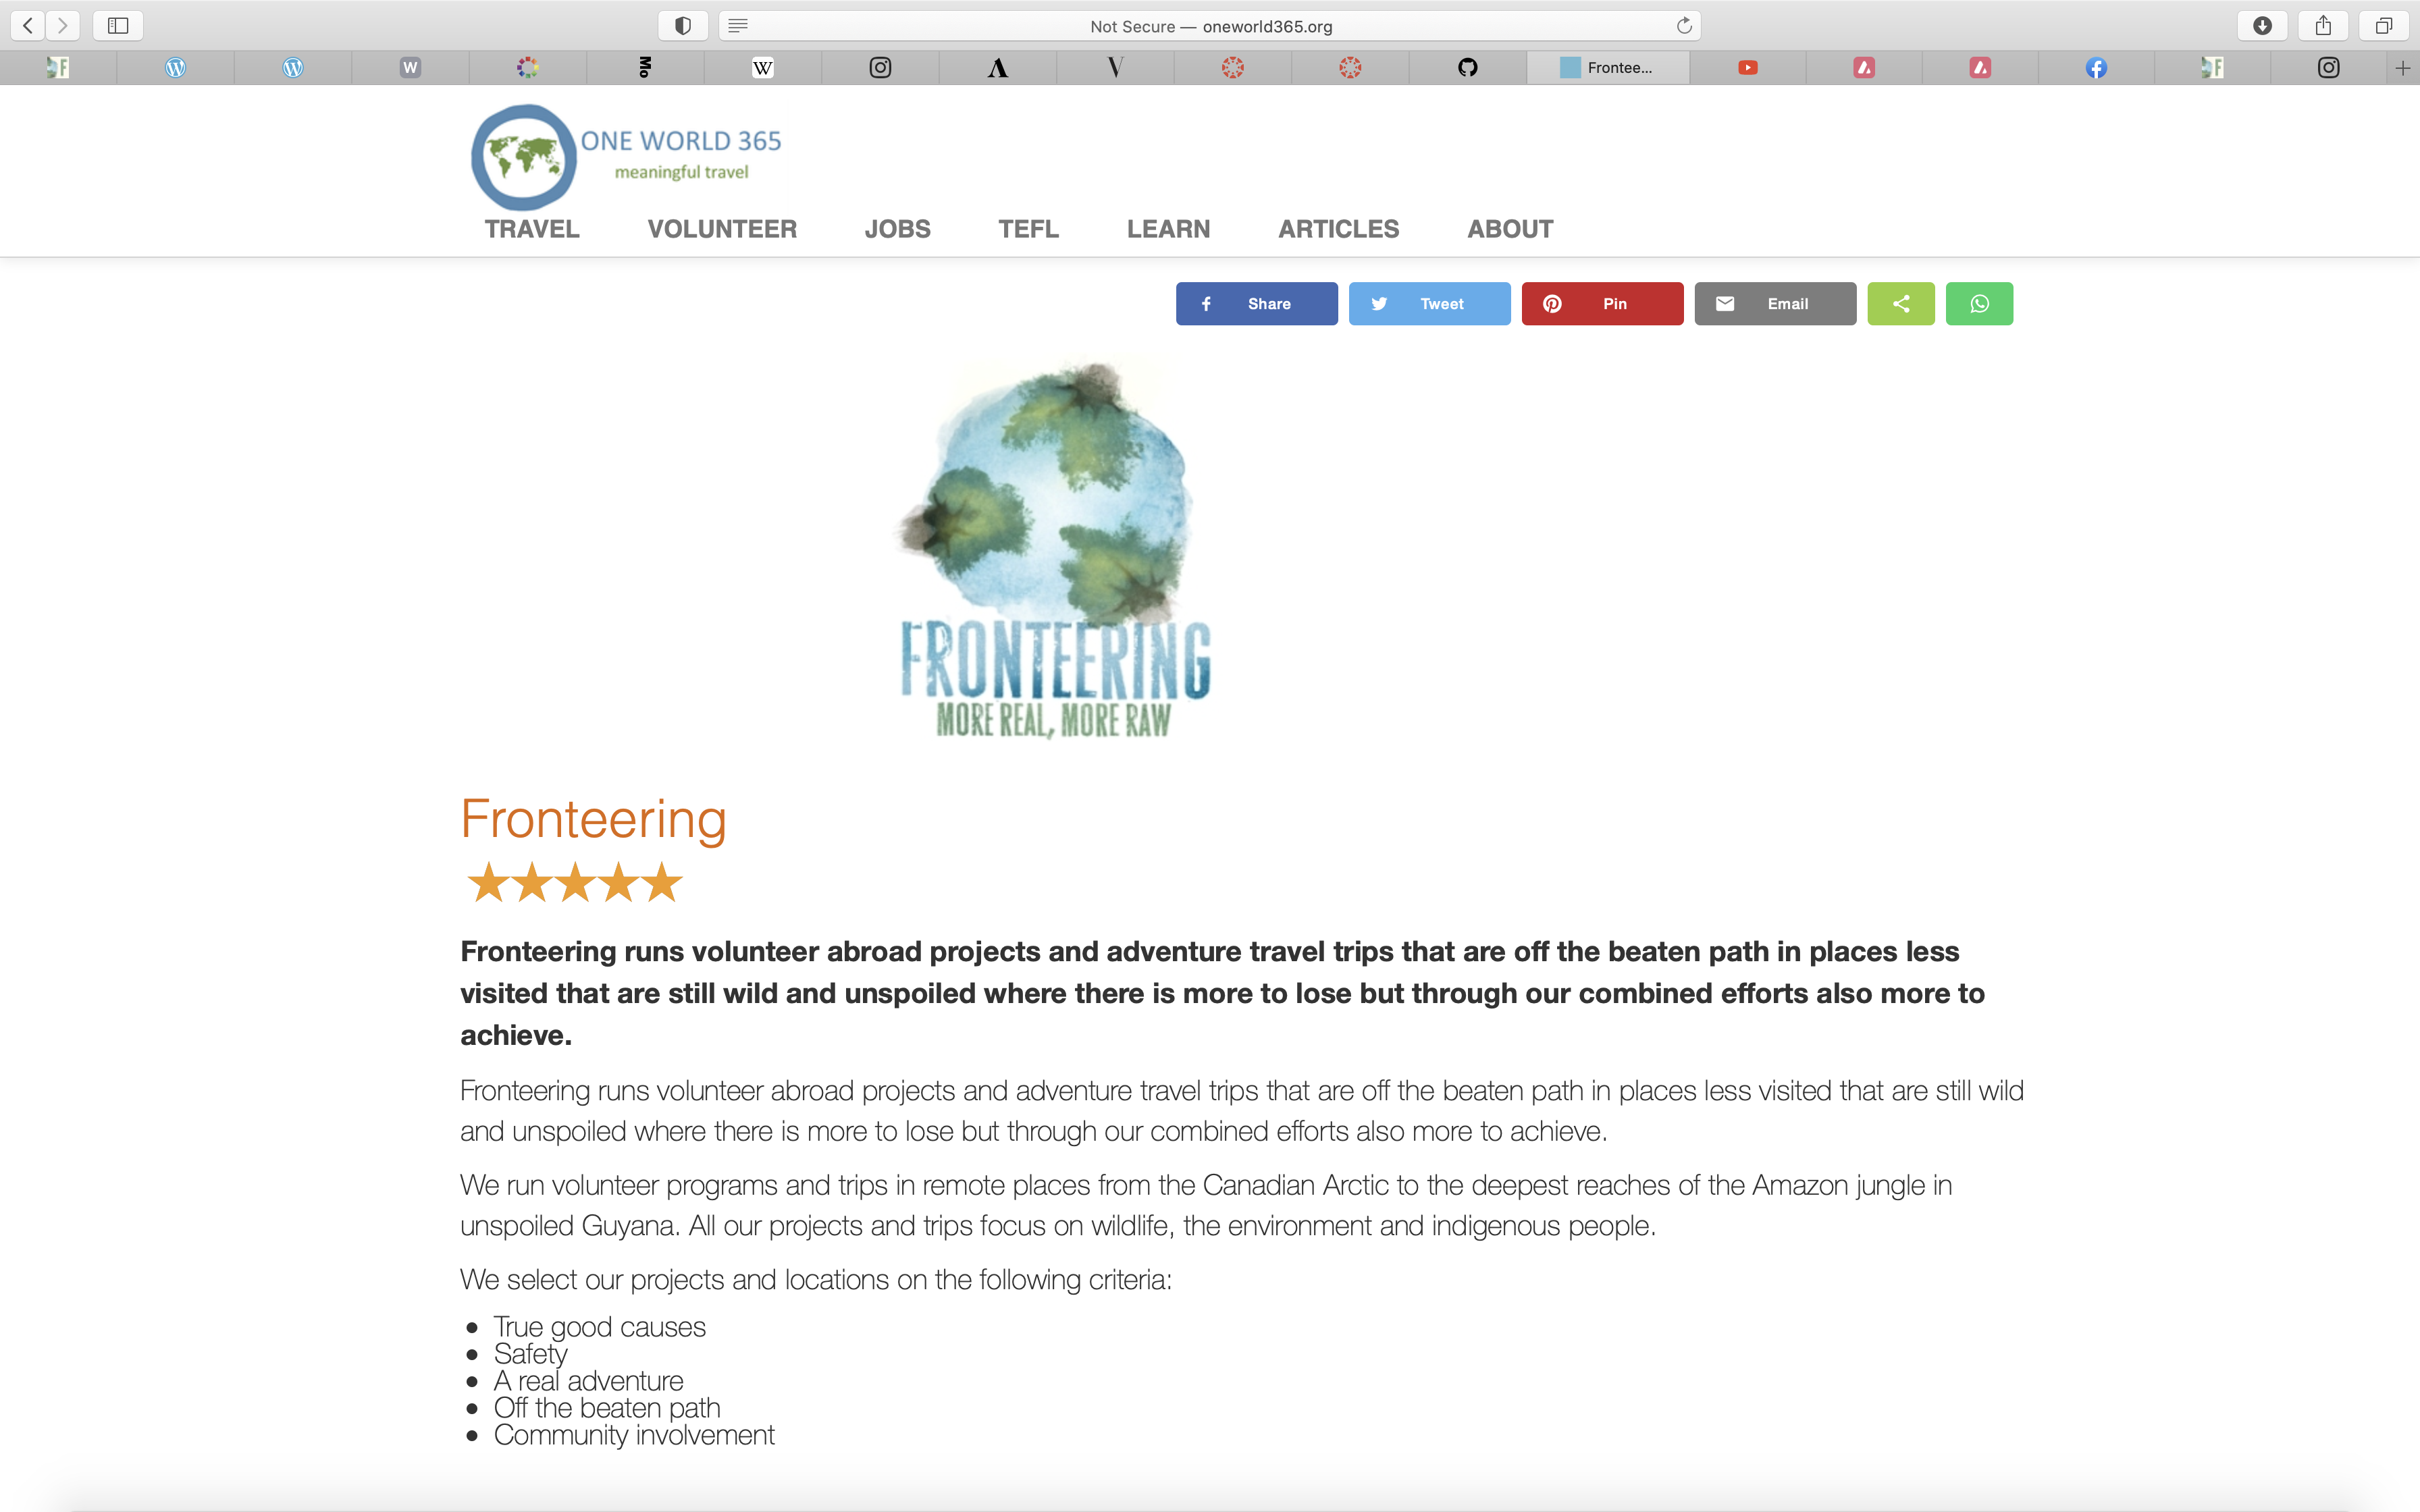 Not Secure — oneworld365.org
F
W
Mo
W
V
Frontee...
F
ONE WORLD 365
meaningful travel
TRAVEL VOLUNTEER JOBS TEFL LEARN ARTICLES ABOUT
Share Tweet Pin Email
FRONTEERING
MORE REAL, MORE RAW
Fronteering
Fronteering runs volunteer abroad projects and adventure travel trips that are off the beaten path in places less
visited that are still wild and unspoiled where there is more to lose but through our combined efforts also more to
achieve.
Fronteering runs volunteer abroad projects and adventure travel trips that are off the beaten path in places less visited that are still wild
and unspoiled where there is more to lose but through our combined efforts also more to achieve.
We run volunteer programs and trips in remote places from the Canadian Arctic to the deepest reaches of the Amazon jungle in
unspoiled Guyana. All our projects and trips focus on wildlife, the environment and indigenous people.
We select our projects and locations on the following criteria:
• True good causes
• Safety
• A real adventure
• Off the beaten path
• Community involvement